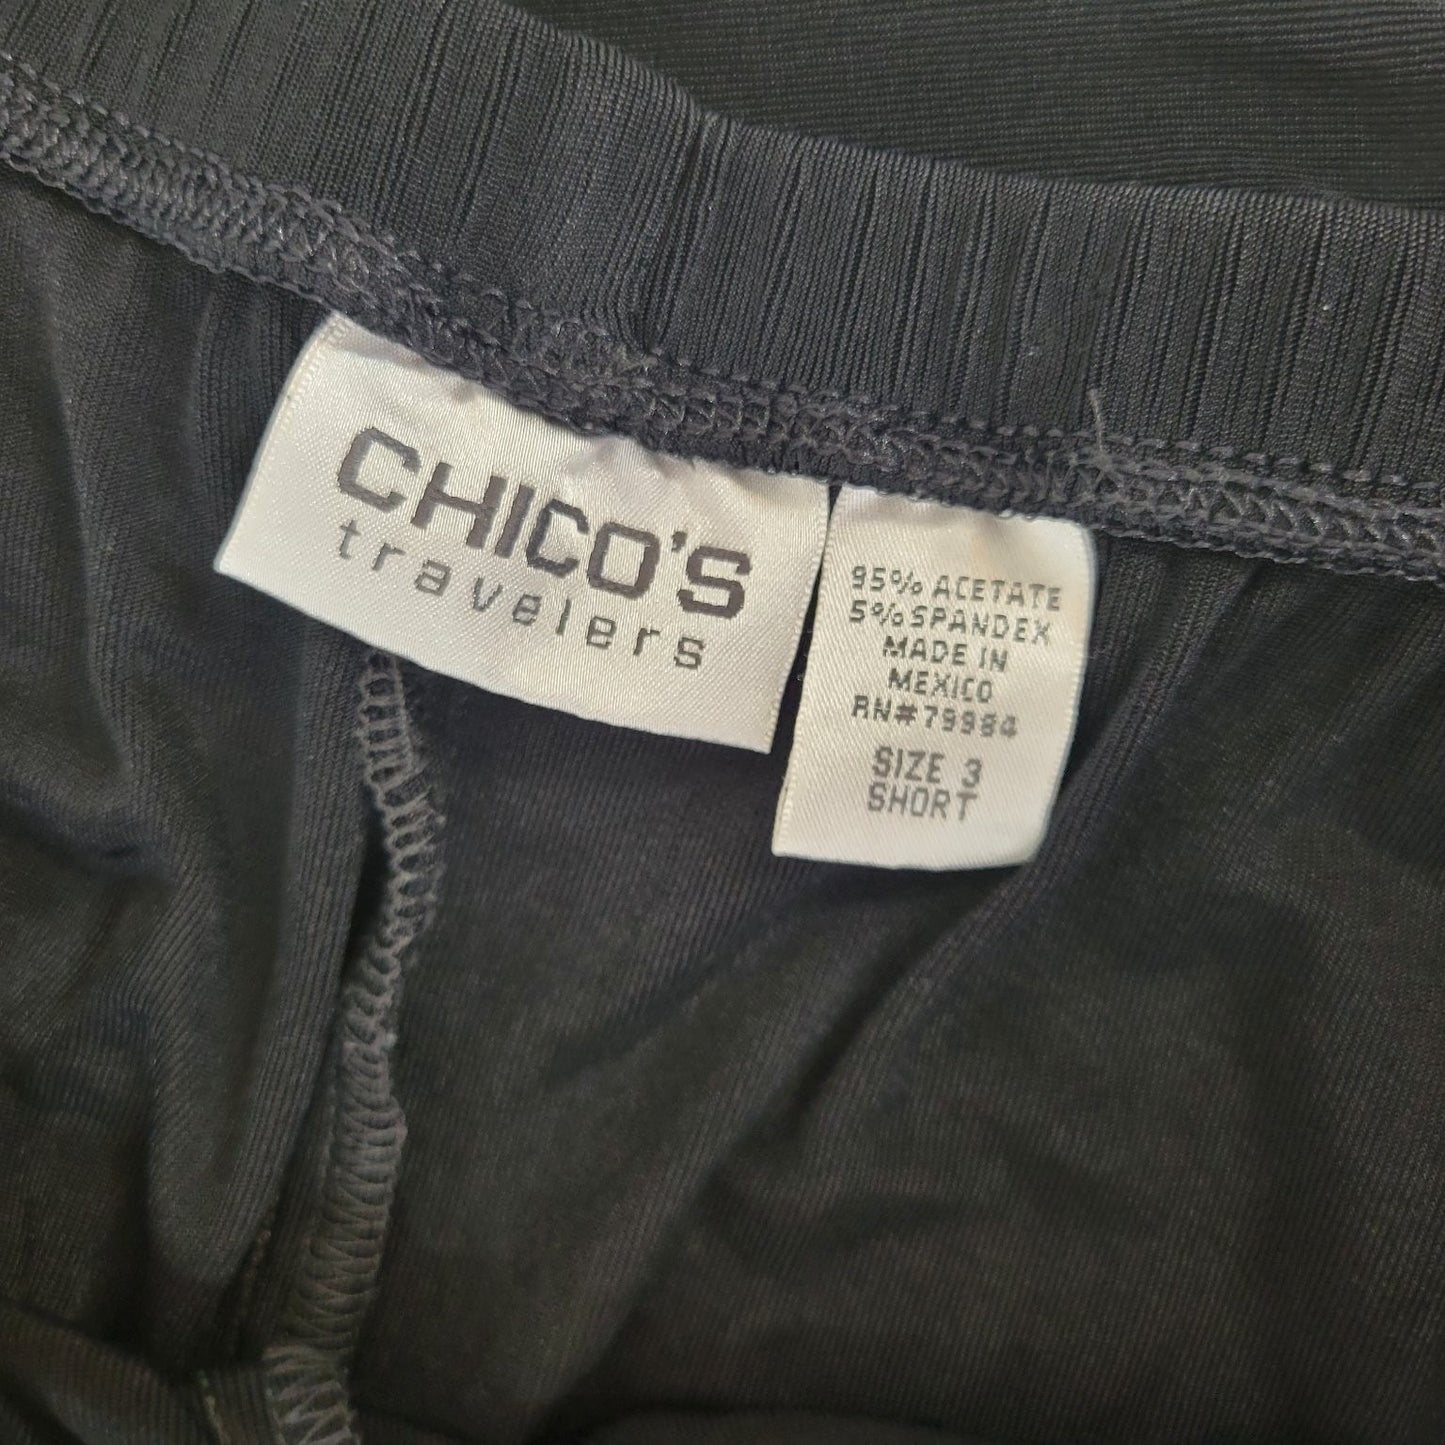 CHICO'S
travelers
95% ACETATE
5% SPANDEX
MADE IN
MEXICO
RN#79984
SIZE 3
SHORT